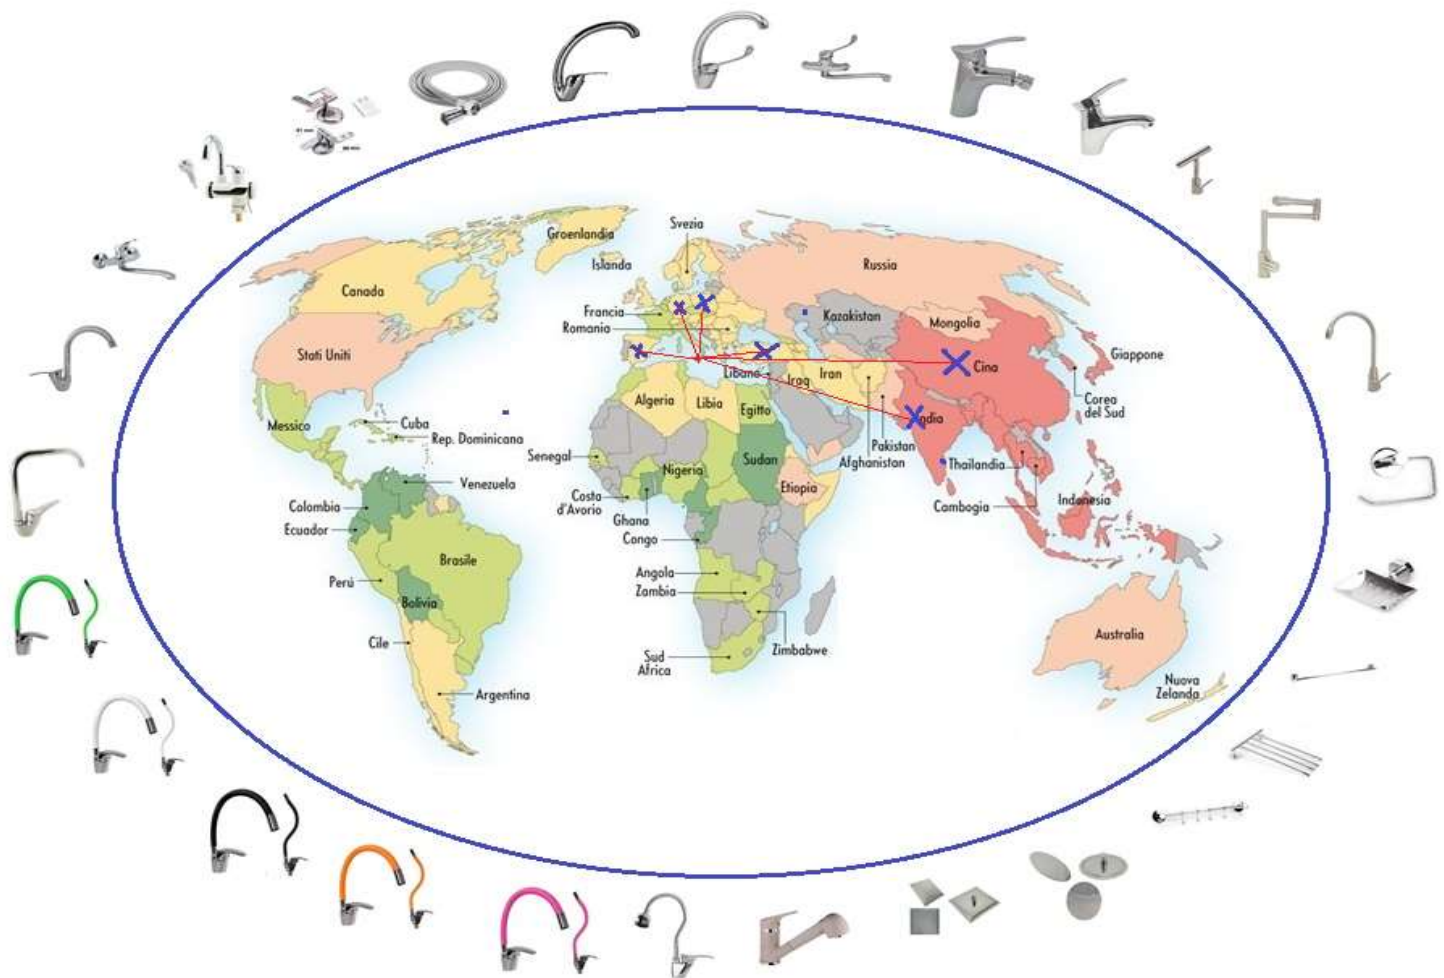 Svezia
Groenlandia
Islanda
Russia
Canada
Francia
Kazakistan
Mongolia
Romania
Stati Uniti
Giappone
Cina
Libano
Iraq
Iran
Corea
del Sud
Algeria
Libia
Egitto
Messico
Cuba
India
Rep. Dominicana
Pakistan
Afghanistan
Senegal
Nigeria
Sudan
Thailandia
Venezuela
Etiopia
Costa
d'Avorio
Indonesia
Colombia
Cambogia
Ghana
Ecuador
Congo
Brasile
Angola
Perú
Zambia
Bolivia
Australia
Cile
Zimbabwe
Sud
Africa
Nuova
Zelanda
Argentina